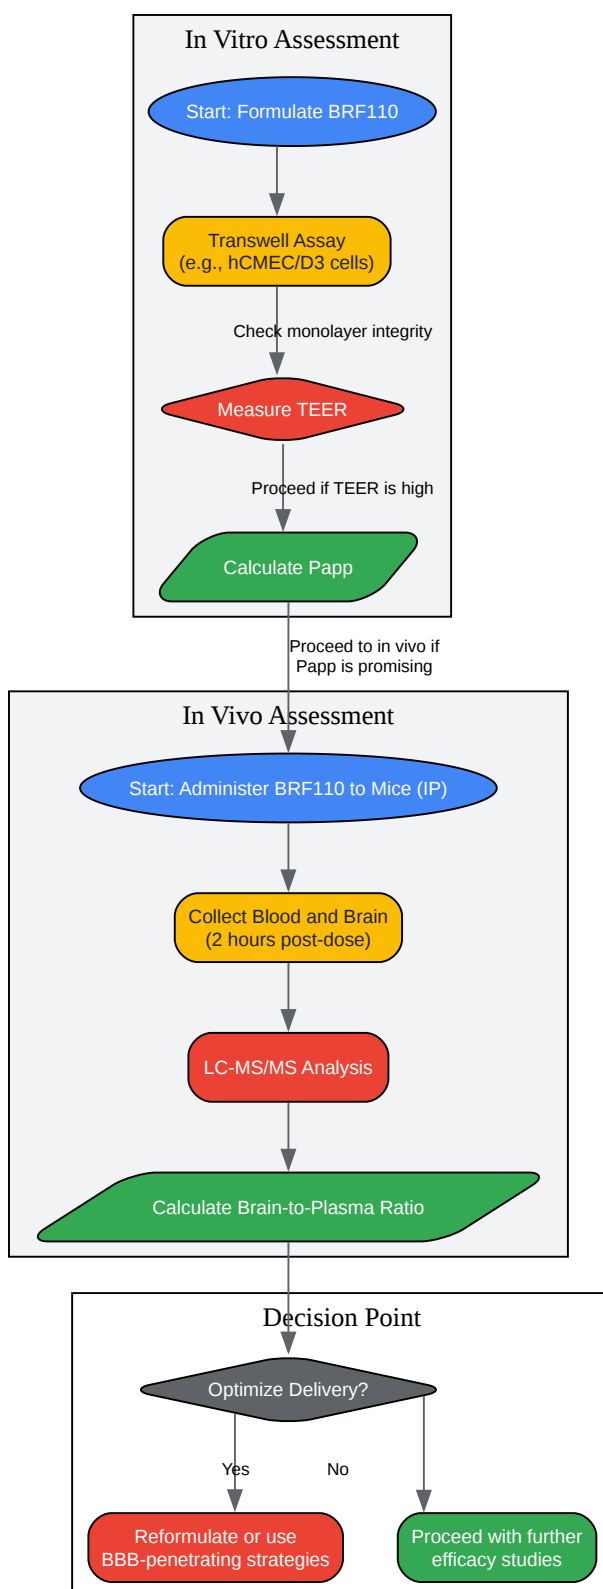 In Vitro Assessment
Start: Formulate BRF110
Transwell Assay
(e.g., hCMEC/D3 cells)
Check monolayer integrity
Measure TEER
Proceed if TEER is high
Calculate Papp
Proceed to in vivo if
Papp is promising
In Vivo Assessment
Start: Administer BRF110 to Mice (IP)
Collect Blood and Brain
(2 hours post-dose)
LC-MS/MS Analysis
Calculate Brain-to-Plasma Ratio
Decision Point
Optimize Delivery?
Yes
No
Reformulate or use
BBB-penetrating strategies
Proceed with further
efficacy studies